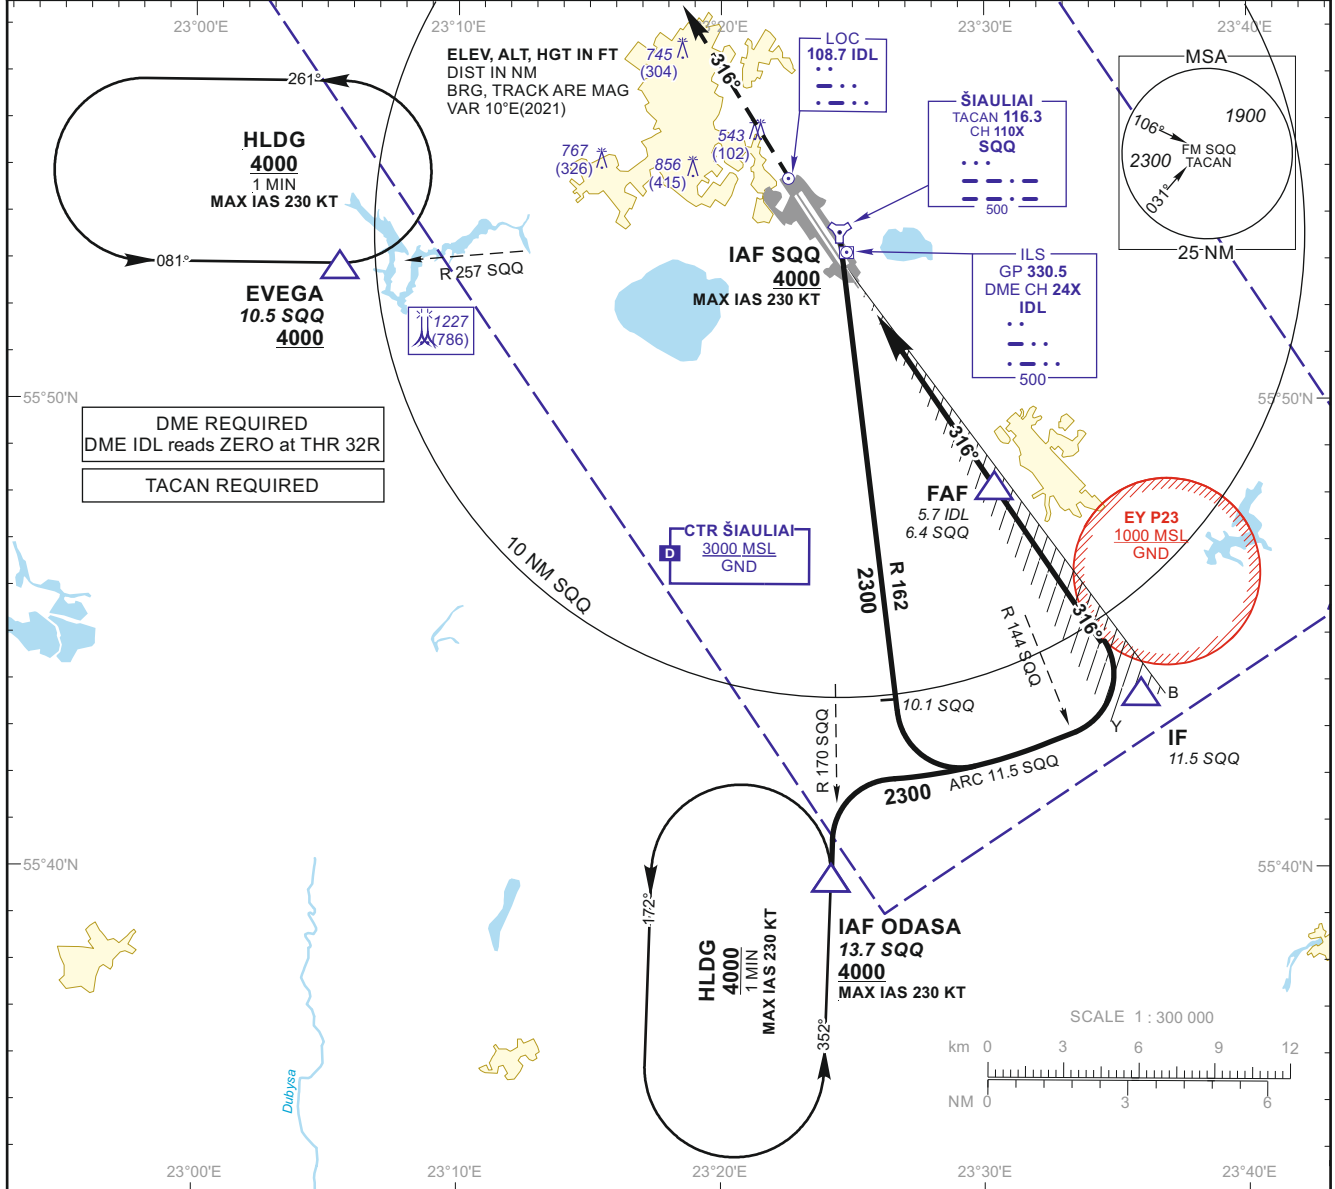 23°00'E
23°10'E
23°20'E
23°30'E
23°40'E
261°
HLDG
4000
1 MIN
MAX IAS 230 KT
081°
EVEGA
10.5 SQQ
4000
R 257 SQQ
1227
(786)
ELEV, ALT, HGT IN FT
DIST IN NM
BRG, TRACK ARE MAG
VAR 10°E(2021)
745
(304)
316°
767
(326)
856
(415)
543
(102)
LOC
108.7 IDL
ŠIAULIAI
TACAN 116.3
CH 110X
SQQ
500
MSA
106°
1900
2300
FM SQQ
TACAN
031°
25 NM
IAF SQQ
4000
MAX IAS 230 KT
ILS
GP 330.5
DME CH 24X
IDL
500
55°50'N
55°50'N
DME REQUIRED
DME IDL reads ZERO at THR 32R
TACAN REQUIRED
316°
FAF
5.7 IDL
6.4 SQQ
EY P23
1000 MSL
GND
D
CTR ŠIAULIAI
3000 MSL
GND
10 NM SQQ
R 162
2300
316°
R 144 SQQ
10.1 SQQ
B
Y
IF
11.5 SQQ
R 170 SQQ
ARC 11.5 SQQ
2300
55°40'N
55°40'N
172°
HLDG
4000
1 MIN
MAX IAS 230 KT
352°
IAF ODASA
13.7 SQQ
4000
MAX IAS 230 KT
Dubysa
SCALE 1 : 300 000
km 0 3 6 9 12
NM 0 3 6
23°00'E
23°10'E
23°20'E
23°30'E
23°40'E